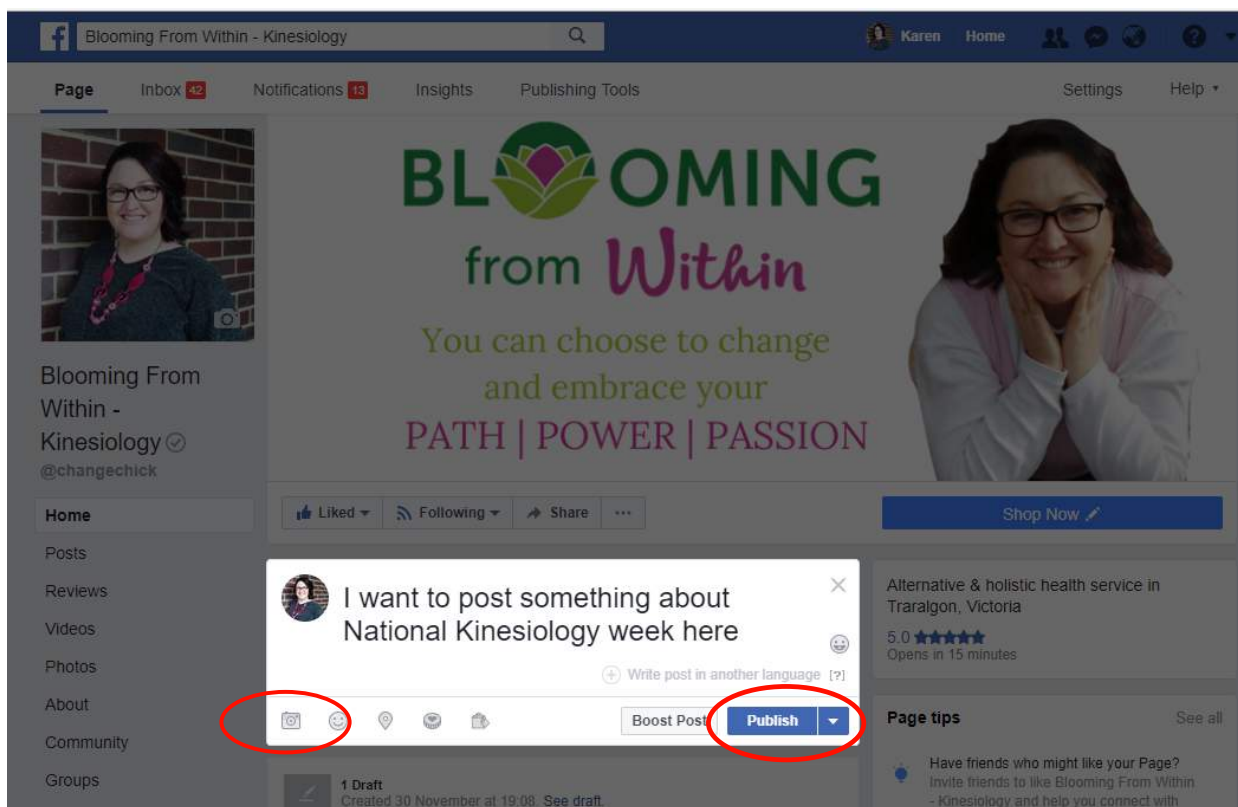 f Blooming From Within - Kinesiology Karen Home
Page Inbox 42 Notifications 13 Insights Publishing Tools Settings Help
BLOOMING
from Within
You can choose to change
and embrace your
PATH | POWER | PASSION
Blooming From
Within -
Kinesiology
@changechick
Liked Following Share ...
Shop Now
Home
Posts
Reviews
Videos
Photos
About
Community
Groups
I want to post something about
National Kinesiology week here
Write post in another language [?]
Boost Post Publish
1 Draft
Created 30 November at 19:08. See draft.
Alternative & holistic health service in
Traralgon, Victoria
5.0 ★★★★★
Opens in 15 minutes
Page tips See all
Have friends who might like your Page?
Invite friends to like Blooming From Within
- Kinesiology and help you connect with